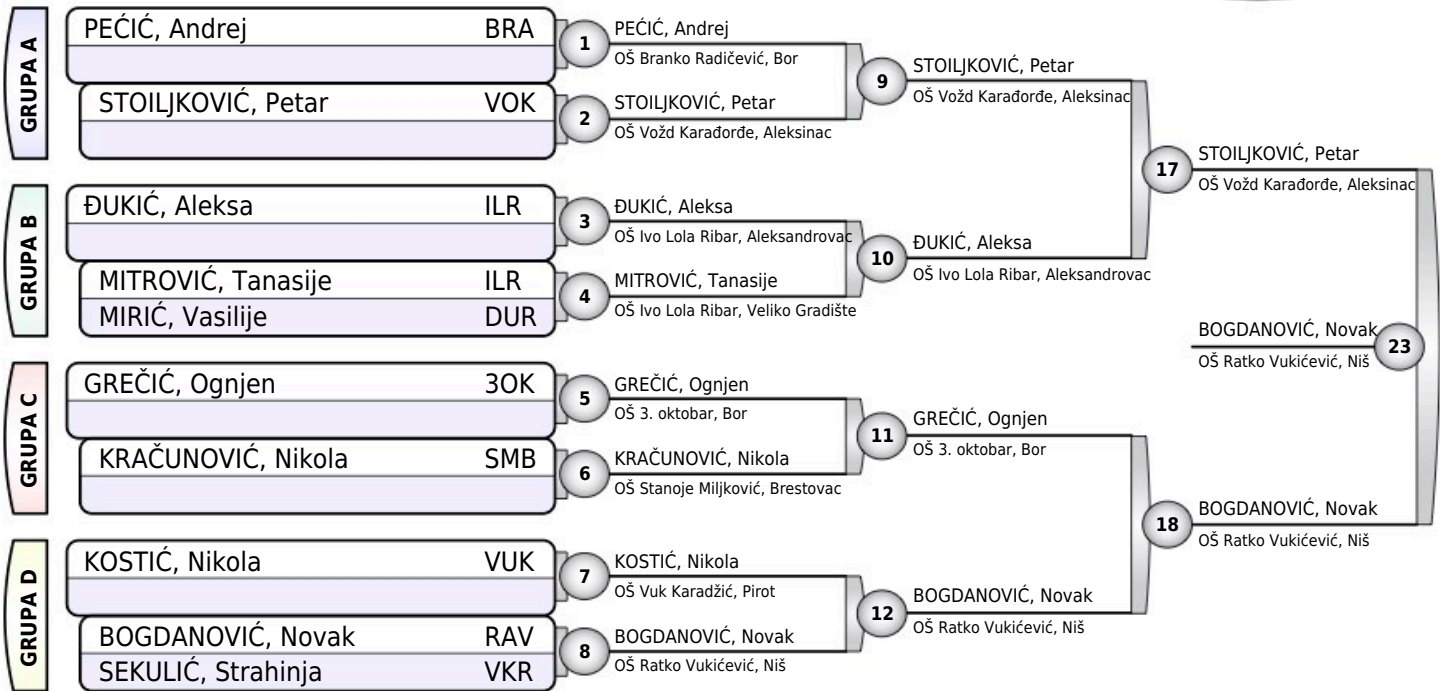 GRUPA A
PEĆIĆ, Andrej BRA
STOILJKOVIĆ, Petar VOK
GRUPA B
ĐUKIĆ, Aleksa ILR
MITROVIĆ, Tanasije ILR
MIRIĆ, Vasilije DUR
GRUPA C
GREČIĆ, Ognjen 3OK
KRAČUNOVIĆ, Nikola SMB
GRUPA D
KOSTIĆ, Nikola VUK
BOGDANOVIĆ, Novak RAV
SEKULIĆ, Strahinja VKR
1
PEĆIĆ, Andrej
OŠ Branko Radičević, Bor
2
STOILJKOVIĆ, Petar
OŠ Vožd Karađorđe, Aleksinac
3
ĐUKIĆ, Aleksa
OŠ Ivo Lola Ribar, Aleksandrovac
4
MITROVIĆ, Tanasije
OŠ Ivo Lola Ribar, Veliko Gradište
5
GREČIĆ, Ognjen
OŠ 3. oktobar, Bor
6
KRAČUNOVIĆ, Nikola
OŠ Stanoje Miljković, Brestovac
7
KOSTIĆ, Nikola
OŠ Vuk Karadžić, Pirot
8
BOGDANOVIĆ, Novak
OŠ Ratko Vukićević, Niš
9
STOILJKOVIĆ, Petar
OŠ Vožd Karađorđe, Aleksinac
10
ĐUKIĆ, Aleksa
OŠ Ivo Lola Ribar, Aleksandrovac
11
GREČIĆ, Ognjen
OŠ 3. oktobar, Bor
12
BOGDANOVIĆ, Novak
OŠ Ratko Vukićević, Niš
17
STOILJKOVIĆ, Petar
OŠ Vožd Karađorđe, Aleksinac
18
BOGDANOVIĆ, Novak
OŠ Ratko Vukićević, Niš
BOGDANOVIĆ, Novak
23
OŠ Ratko Vukićević, Niš